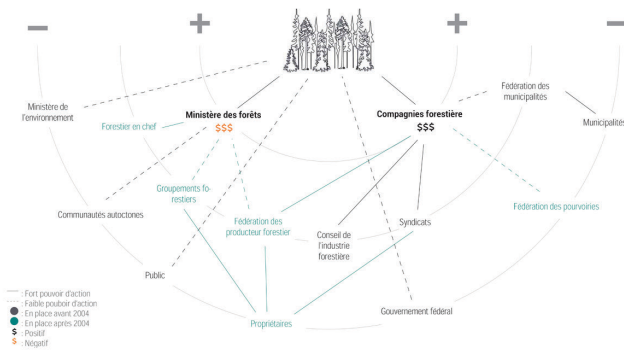 − + + −
Ministère de
l'environnement
Forestier en chef
Ministère des forêts
$$$
Compagnies forestière
$$$
Fédération des
municipalités
Municipalités
Groupements fo-
restiers
Communautés autoctones
Fédération des
producteur forestier
Conseil de
l'industrie
forestière
Syndicats
Fédération des pourvoiries
Public
Propriétaires
Gouvernement fédéral
: Fort pouvoir d'action
: Faible pouboir d'action
: En place avant 2004
: En place après 2004
$ : Positif
$ : Négatif